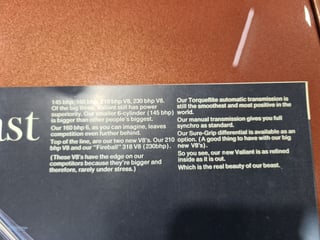 ast
145 bhp, 160 bhp, 210 bhp V8, 230 bhp V8.
Of the big three, Valiant still has power
superiority. Our smaller 6-cylinder (145 bhp)
is bigger than other people's biggest.
Our 160 bhp 6, as you can imagine, leaves
competition even further behind.
Top of the line, are our two new V8's. Our 210
bhp V8 and our "Fireball" 318 V8 (230bhp).
(These V8's have the edge on our
competitors because they're bigger and
therefore, rarely under stress.)
Our Torqueflite automatic transmission is
still the smoothest and most positive in the
world.
Our manual transmission gives you full
synchro as standard.
Our Sure-Grip differential is available as an
option. (A good thing to have with our big
new V8's).
So you see, our new Valiant is as refined
inside as it is out.
Which is the real beauty of our beast.